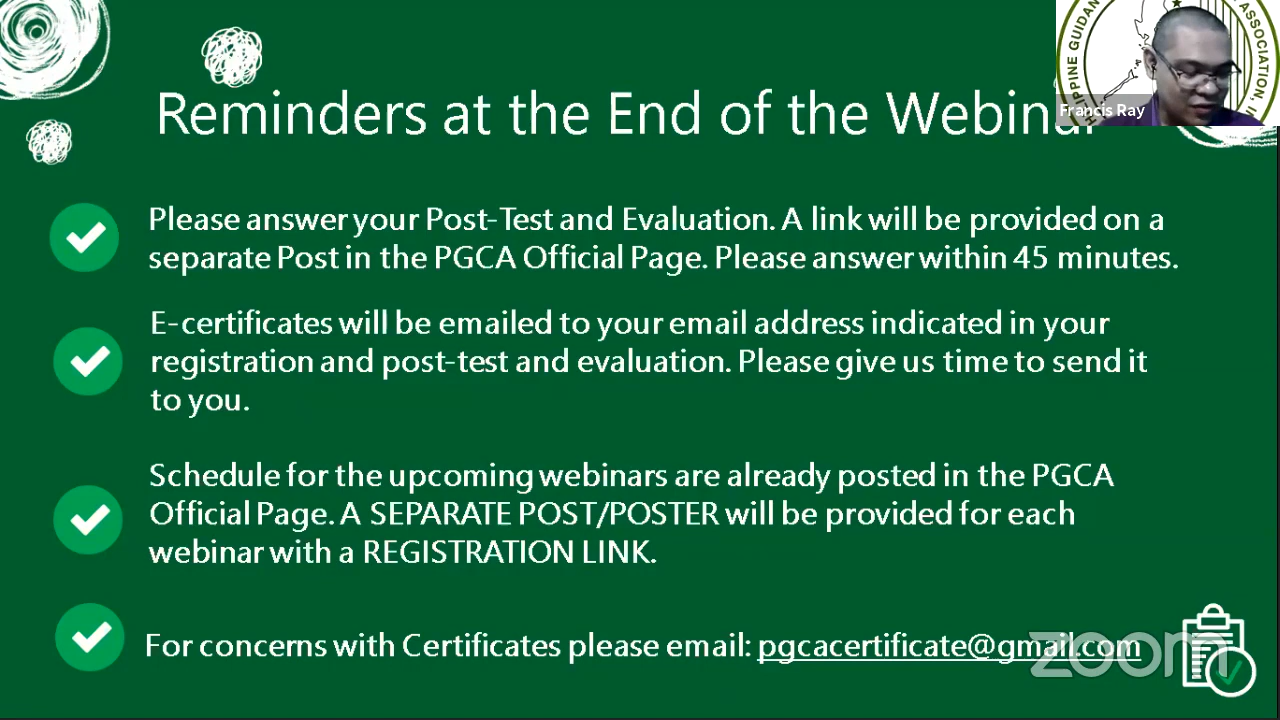 PPINE GUIDAN
ASSOCIATION, I
Francis Ray
Reminders at the End of the Webinar
Please answer your Post-Test and Evaluation. A link will be provided on a
separate Post in the PGCA Official Page. Please answer within 45 minutes.
E-certificates will be emailed to your email address indicated in your
registration and post-test and evaluation. Please give us time to send it
to you.
Schedule for the upcoming webinars are already posted in the PGCA
Official Page. A SEPARATE POST/POSTER will be provided for each
webinar with a REGISTRATION LINK.
For concerns with Certificates please email: pgcacertificate@gmail.com
zoom